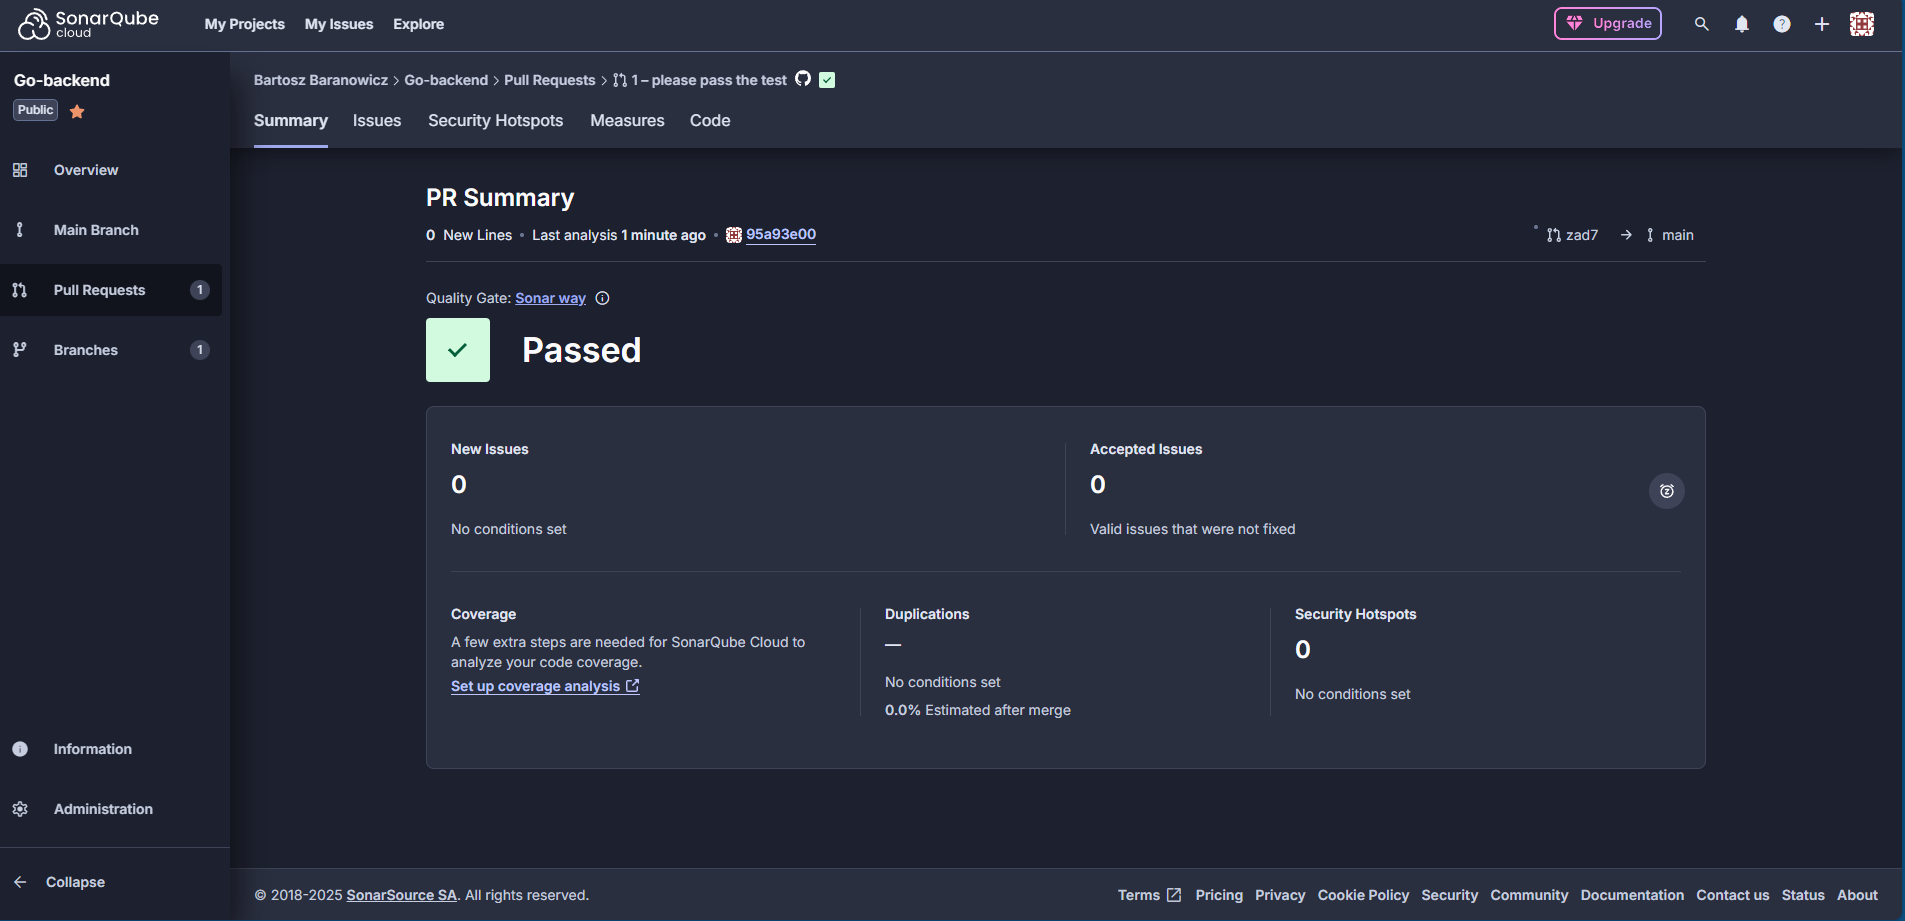 SonarQube cloud
My Projects My Issues Explore
Upgrade
Go-backend
Public
Overview
Main Branch
Pull Requests 1
Branches 1
Information
Administration
Collapse
Bartosz Baranowicz > Go-backend > Pull Requests > 1 – please pass the test
Summary Issues Security Hotspots Measures Code
PR Summary
0 New Lines • Last analysis 1 minute ago • 95a93e00
zad7 → main
Quality Gate: Sonar way
Passed
New Issues
0
No conditions set
Accepted Issues
0
Valid issues that were not fixed
Coverage
A few extra steps are needed for SonarQube Cloud to
analyze your code coverage.
Set up coverage analysis
Duplications
—
No conditions set
0.0% Estimated after merge
Security Hotspots
0
No conditions set
© 2018-2025 SonarSource SA. All rights reserved.
Terms Pricing Privacy Cookie Policy Security Community Documentation Contact us Status About